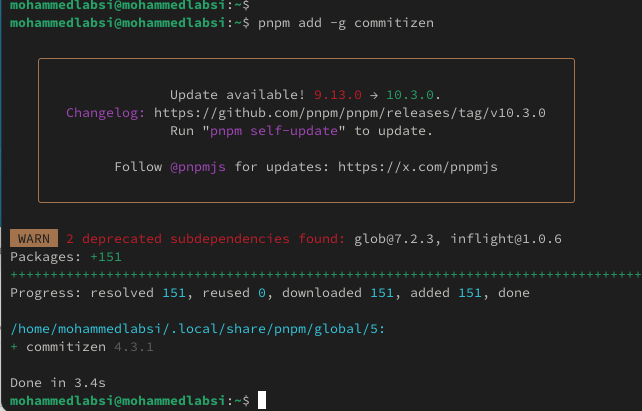 mohammedlabsi@mohammedlabsi:~$
mohammedlabsi@mohammedlabsi:~$ pnpm add -g commitizen
Update available! 9.13.0 → 10.3.0.
Changelog: https://github.com/pnpm/pnpm/releases/tag/v10.3.0
Run "pnpm self-update" to update.
Follow @pnpmjs for updates: https://x.com/pnpmjs
WARN 2 deprecated subdependencies found: glob@7.2.3, inflight@1.0.6
Packages: +151
++++++++++++++++++++++++++++++++++++++++++++++++++++++++++++++++++++++++++++++
Progress: resolved 151, reused 0, downloaded 151, added 151, done
/home/mohammedlabsi/.local/share/pnpm/global/5:
+ commitizen 4.3.1
Done in 3.4s
mohammedlabsi@mohammedlabsi:~$